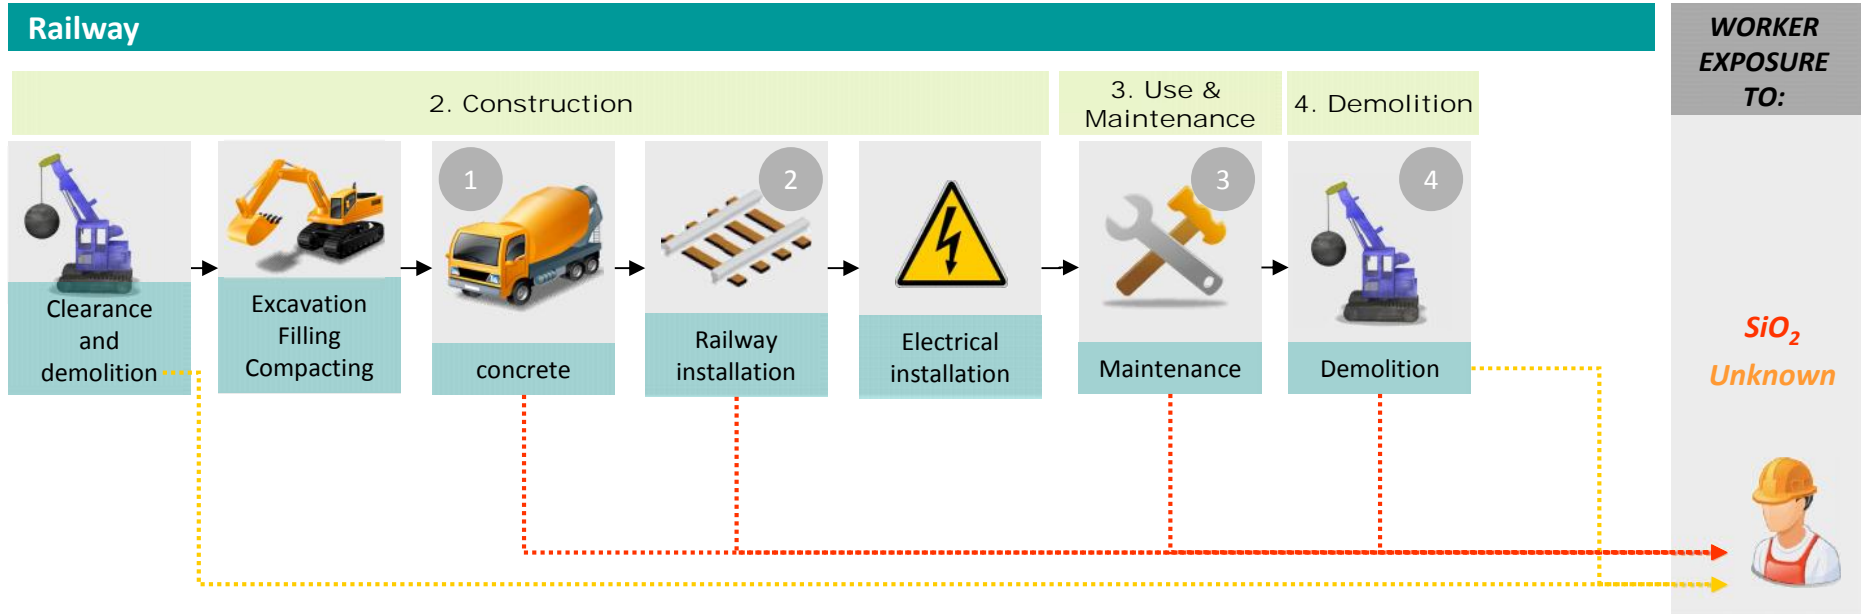 Railway
WORKER
EXPOSURE
TO:
2. Construction
3. Use &
Maintenance
4. Demolition
1
2
3
4
Clearance
and
demolition
Excavation
Filling
Compacting
concrete
Railway
installation
Electrical
installation
Maintenance
Demolition
SiO₂
Unknown